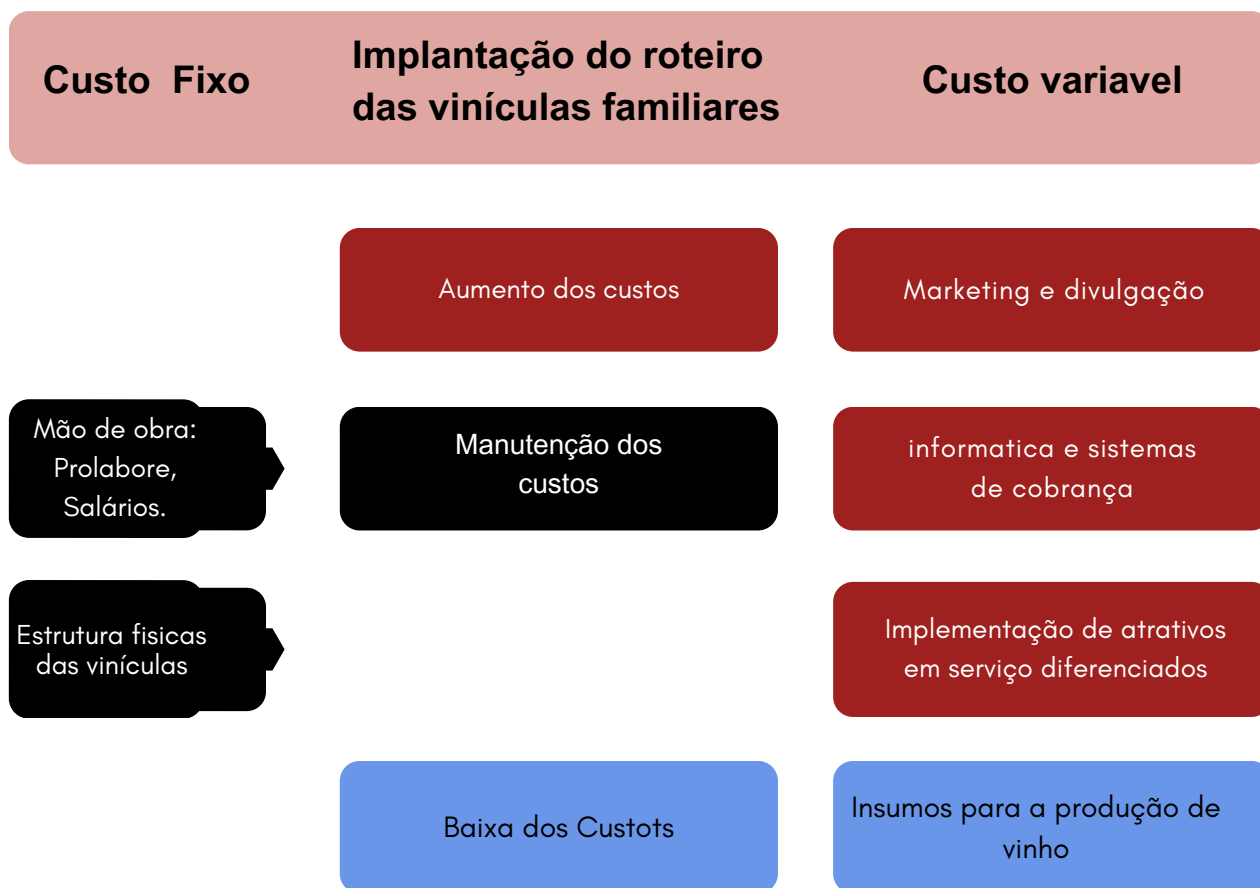 Custo Fixo
Implantação do roteiro
das vinículas familiares
Custo variavel
Aumento dos custos
Marketing e divulgação
Mão de obra:
Prolabore,
Salários.
Manutenção dos
custos
informatica e sistemas
de cobrança
Estrutura fisicas
das vinículas
Implementação de atrativos
em serviço diferenciados
Baixa dos Custots
Insumos para a produção de
vinho